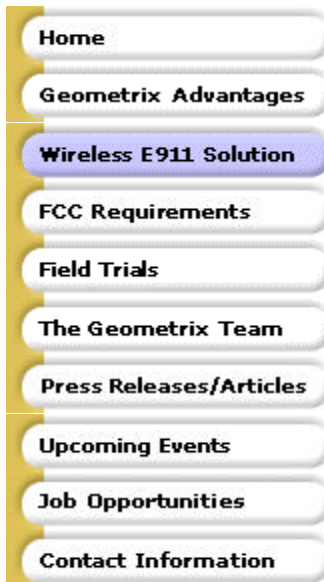 Home
Geometrix Advantages
Wireless E911 Solution
FCC Requirements
Field Trials
The Geometrix Team
Press Releases/Articles
Upcoming Events
Job Opportunities
Contact Information